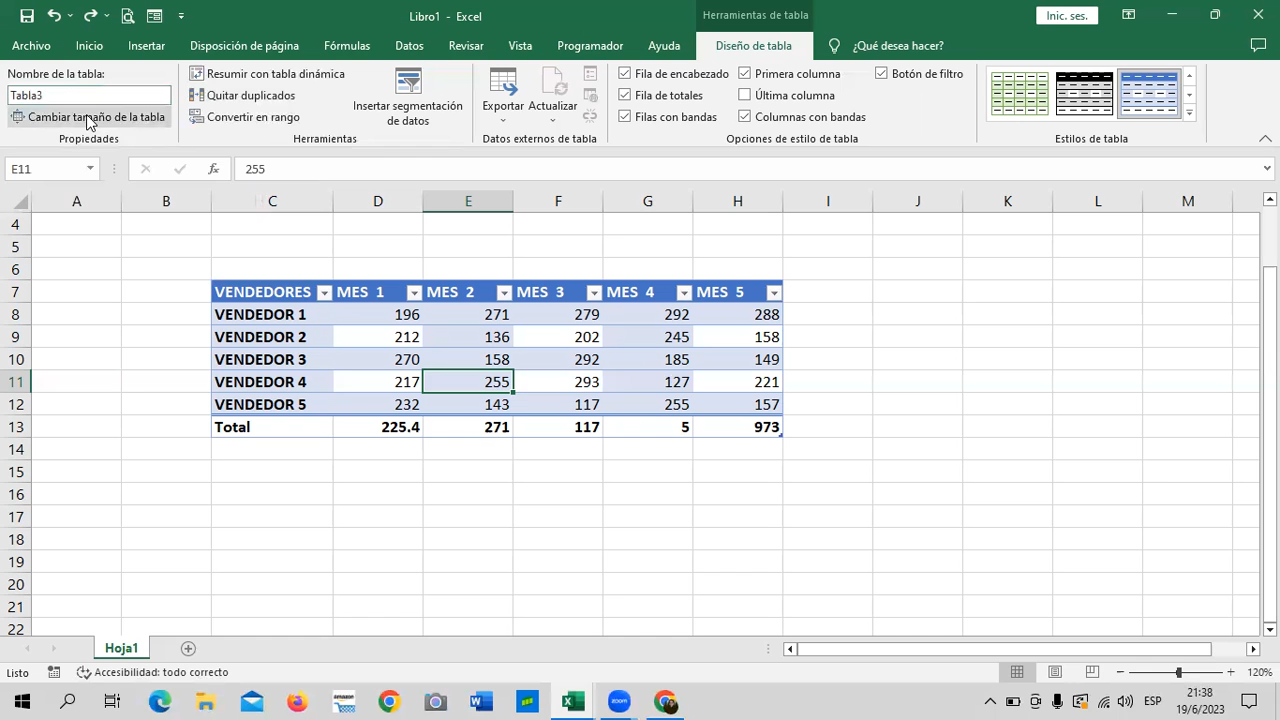 Libro1 - Excel
Herramientas de tabla
Inic. ses.
Archivo Inicio Insertar Disposición de página Fórmulas Datos Revisar Vista Programador Ayuda Diseño de tabla ¿Qué desea hacer?
Nombre de la tabla:
Tabla3
Cambiar tamaño de la tabla
Propiedades
Resumir con tabla dinámica
Quitar duplicados
Convertir en rango
Herramientas
Insertar segmentación
de datos
Exportar
Actualizar
Datos externos de tabla
Fila de encabezado
Fila de totales
Filas con bandas
Primera columna
Última columna
Columnas con bandas
Botón de filtro
Opciones de estilo de tabla
Estilos de tabla
E11
fx
255
A B C D E F G H I J K L M
4
5
6
7 VENDEDORES MES 1 MES 2 MES 3 MES 4 MES 5
8 VENDEDOR 1 196 271 279 292 288
9 VENDEDOR 2 212 136 202 245 158
10 VENDEDOR 3 270 158 292 185 149
11 VENDEDOR 4 217 255 293 127 221
12 VENDEDOR 5 232 143 117 255 157
13 Total 225.4 271 117 5 973
14
15
16
17
18
19
20
21
22
Hoja1
Listo
Accesibilidad: todo correcto
120%
amazon
zoom
ESP
21:38
19/6/2023